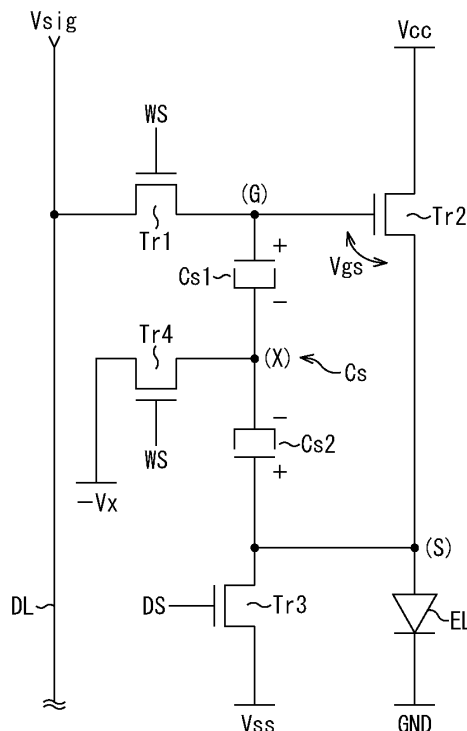 Vsig
Vcc
WS
(G)
Tr1
Tr2
Vgs
+
Cs1
−
Tr4
(X)
Cs
−
Cs2
WS
+
−Vx
(S)
DL
DS
Tr3
EL
Vss
GND